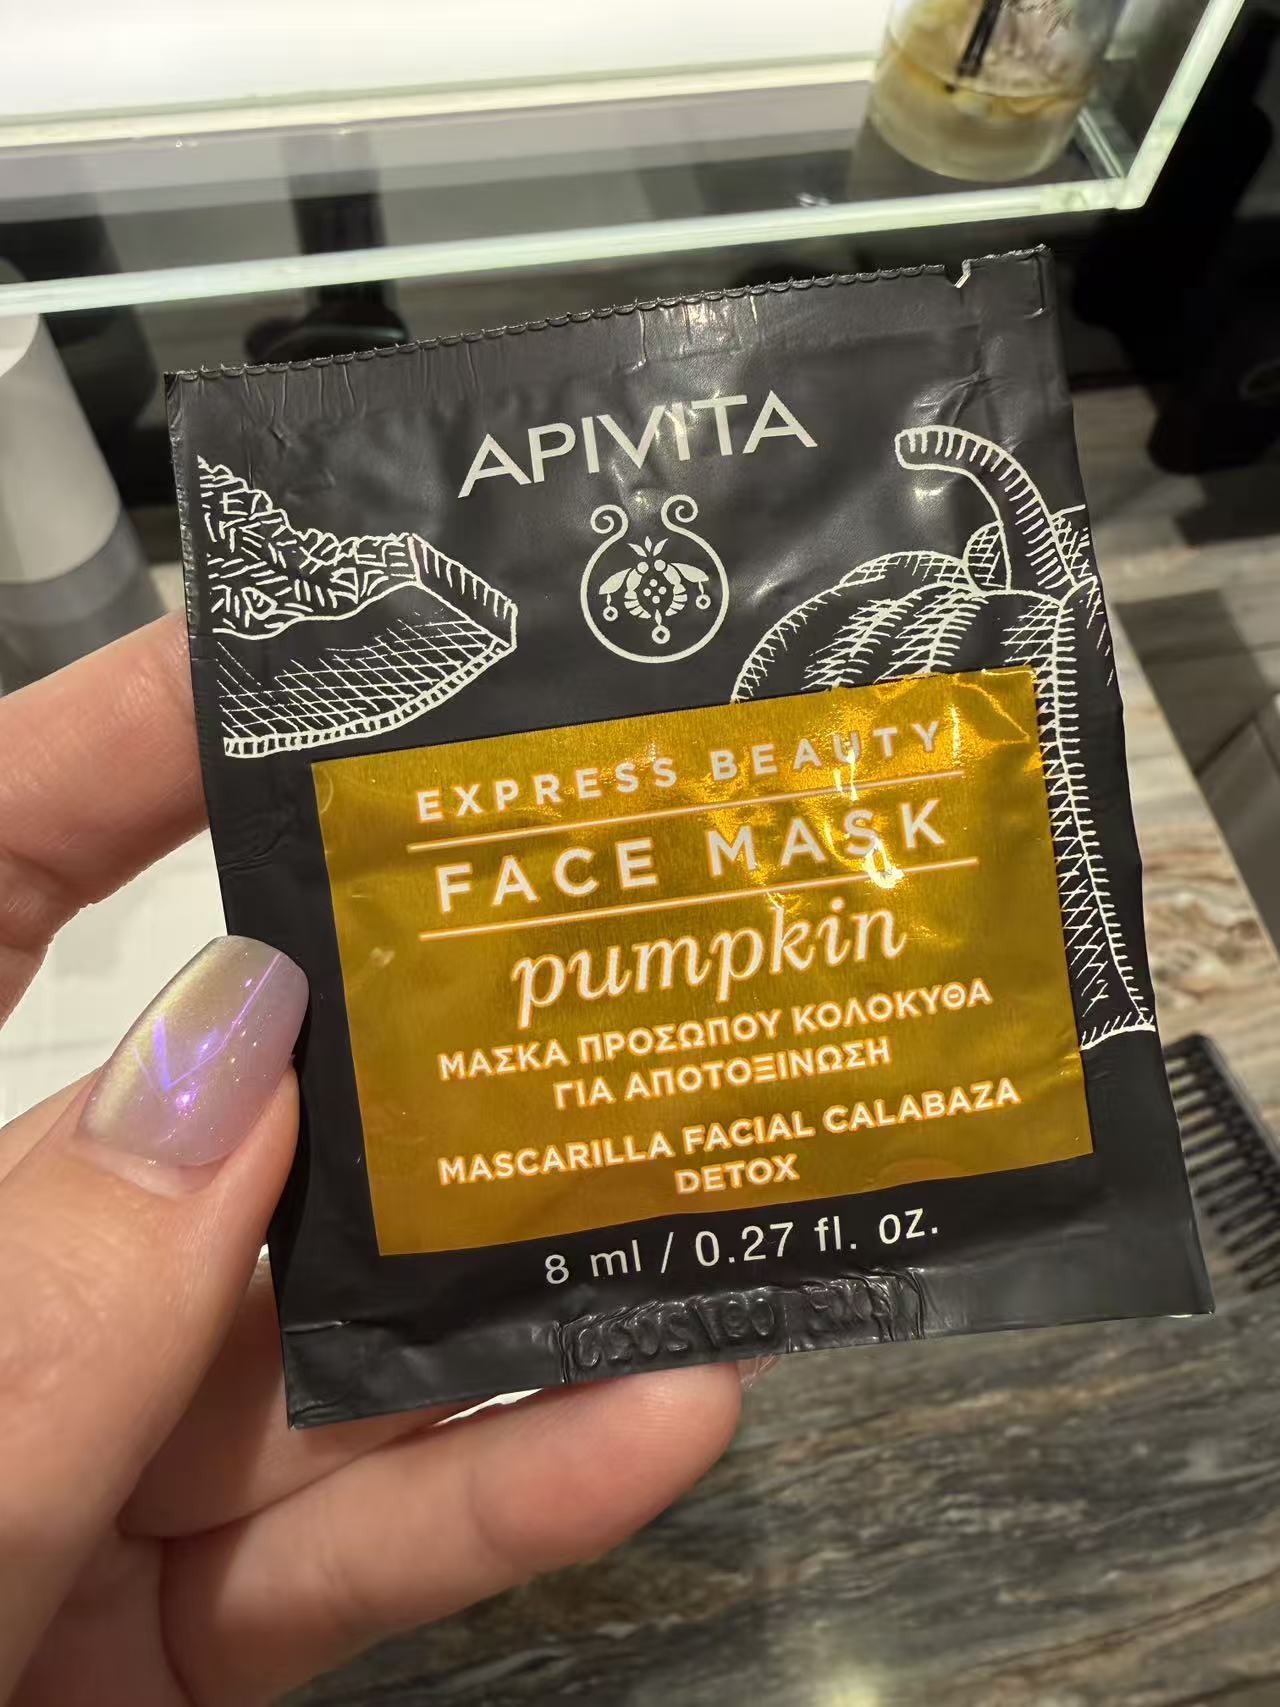 APIVITA
EXPRESS BEAUTY
FACE MASK
pumpkin
ΜΑΣΚΑ ΠΡΟΣΩΠΟΥ ΚΟΛΟΚΥΘΑ
ΓΙΑ ΑΠΟΤΟΞΙΝΩΣΗ
MASCARILLA FACIAL CALABAZA
DETOX
8 ml / 0.27 fl. oz.